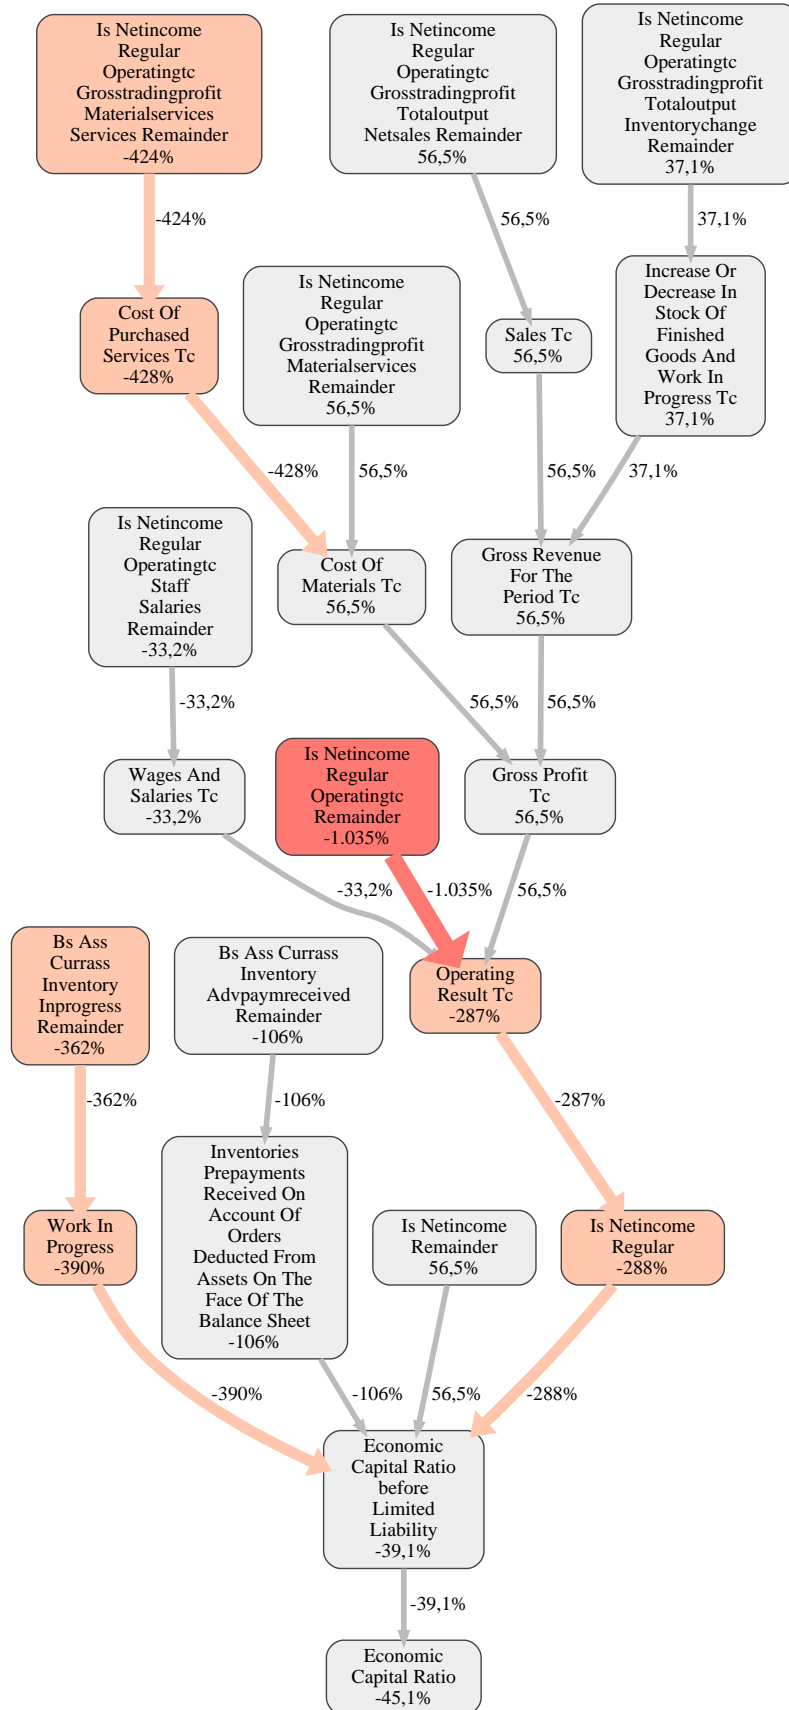 Is Netincome
Regular
Operatingtc
Grosstradingprofit
Materialservices
Services Remainder
-424%
Is Netincome
Regular
Operatingtc
Grosstradingprofit
Totaloutput
Netsales Remainder
56,5%
Is Netincome
Regular
Operatingtc
Grosstradingprofit
Totaloutput
Inventorychange
Remainder
37,1%
-424%
56,5%
37,1%
Cost Of
Purchased
Services Tc
-428%
Is Netincome
Regular
Operatingtc
Grosstradingprofit
Materialservices
Remainder
56,5%
Sales Tc
56,5%
Increase Or
Decrease In
Stock Of
Finished
Goods And
Work In
Progress Tc
37,1%
-428%
56,5%
56,5%
37,1%
Is Netincome
Regular
Operatingtc
Staff
Salaries
Remainder
-33,2%
Cost Of
Materials Tc
56,5%
Gross Revenue
For The
Period Tc
56,5%
-33,2%
56,5%
56,5%
Wages And
Salaries Tc
-33,2%
Is Netincome
Regular
Operatingtc
Remainder
-1.035%
Gross Profit
Tc
56,5%
-33,2%
-1.035%
56,5%
Bs Ass
Currass
Inventory
Inprogress
Remainder
-362%
Bs Ass Currass
Inventory
Advpaymreceived
Remainder
-106%
Operating
Result Tc
-287%
-362%
-106%
-287%
Work In
Progress
-390%
Inventories
Prepayments
Received On
Account Of
Orders
Deducted From
Assets On The
Face Of The
Balance Sheet
-106%
Is Netincome
Remainder
56,5%
Is Netincome
Regular
-288%
-390%
-106%
56,5%
-288%
Economic
Capital Ratio
before
Limited
Liability
-39,1%
-39,1%
Economic
Capital Ratio
-45,1%